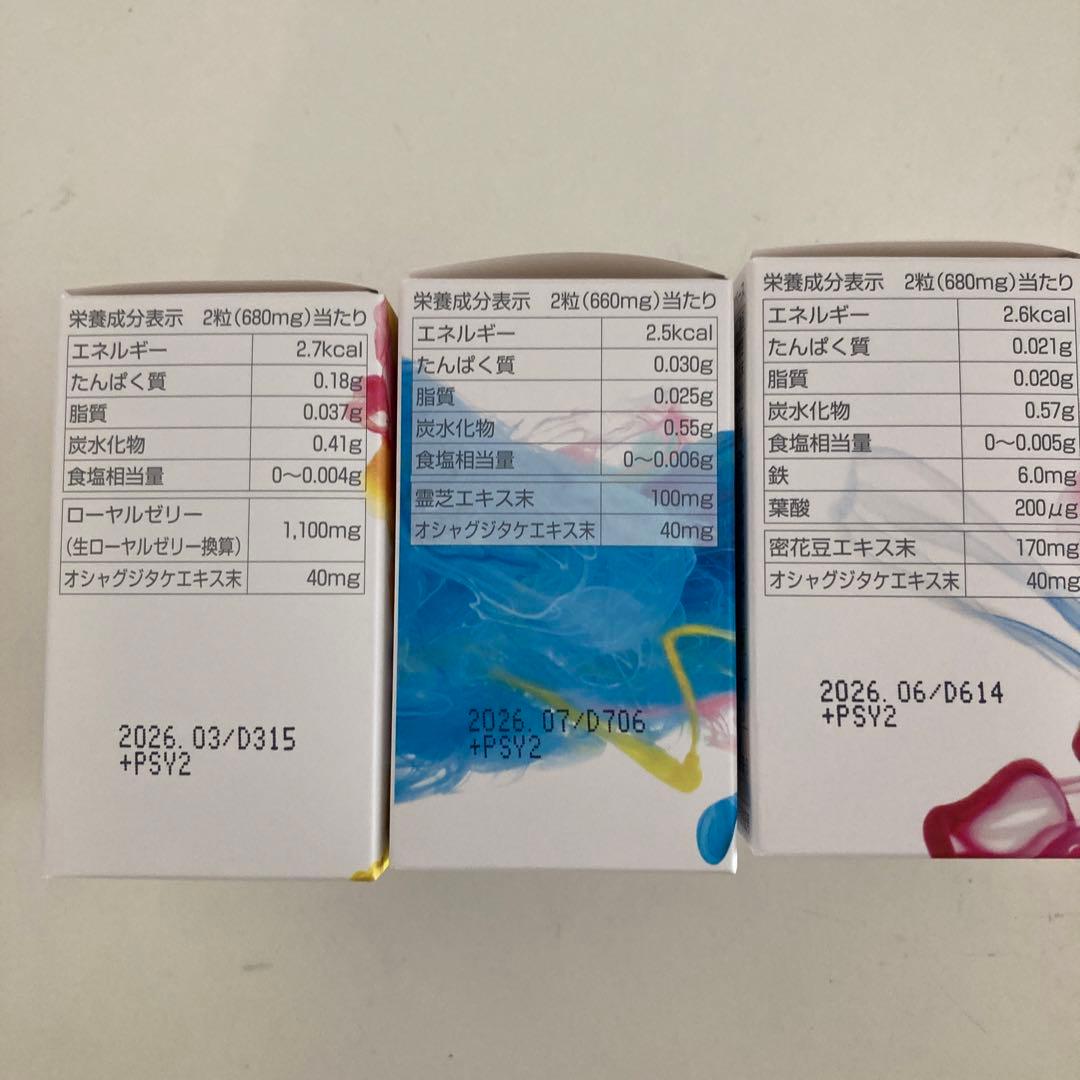 栄養成分表示 2粒(680mg)当たり
エネルギー 2.7kcal
たんぱく質 0.18g
脂質 0.037g
炭水化物 0.41g
食塩相当量 0〜0.004g
ローヤルゼリー
(生ローヤルゼリー換算) 1,100mg
オシャグジタケエキス末 40mg
2026.03/D315
+PSY2
栄養成分表示 2粒(660mg)当たり
エネルギー 2.5kcal
たんぱく質 0.030g
脂質 0.025g
炭水化物 0.55g
食塩相当量 0〜0.006g
霊芝エキス末 100mg
オシャグジタケエキス末 40mg
2026.07/D706
+PSY2
栄養成分表示 2粒(680mg)当たり
エネルギー 2.6kcal
たんぱく質 0.021g
脂質 0.020g
炭水化物 0.57g
食塩相当量 0〜0.005g
鉄 6.0mg
葉酸 200μg
密花豆エキス末 170mg
オシャグジタケエキス末 40mg
2026.06/D614
+PSY2